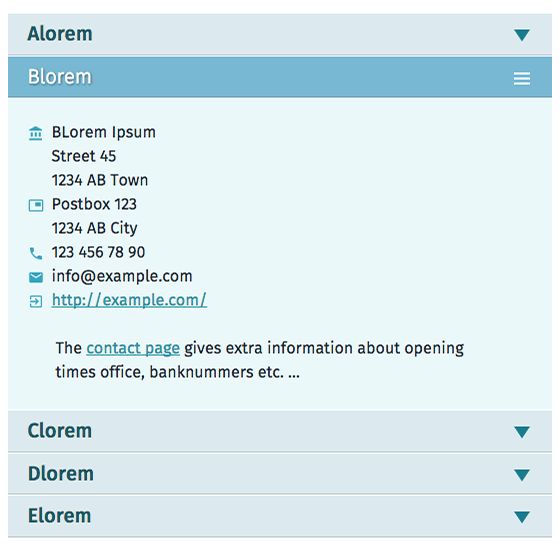 Alorem
Blorem
BLorem Ipsum
Street 45
1234 AB Town
Postbox 123
1234 AB City
123 456 78 90
info@example.com
http://example.com/
The contact page gives extra information about opening
times office, banknummers etc. ...
Clorem
Dlorem
Elorem